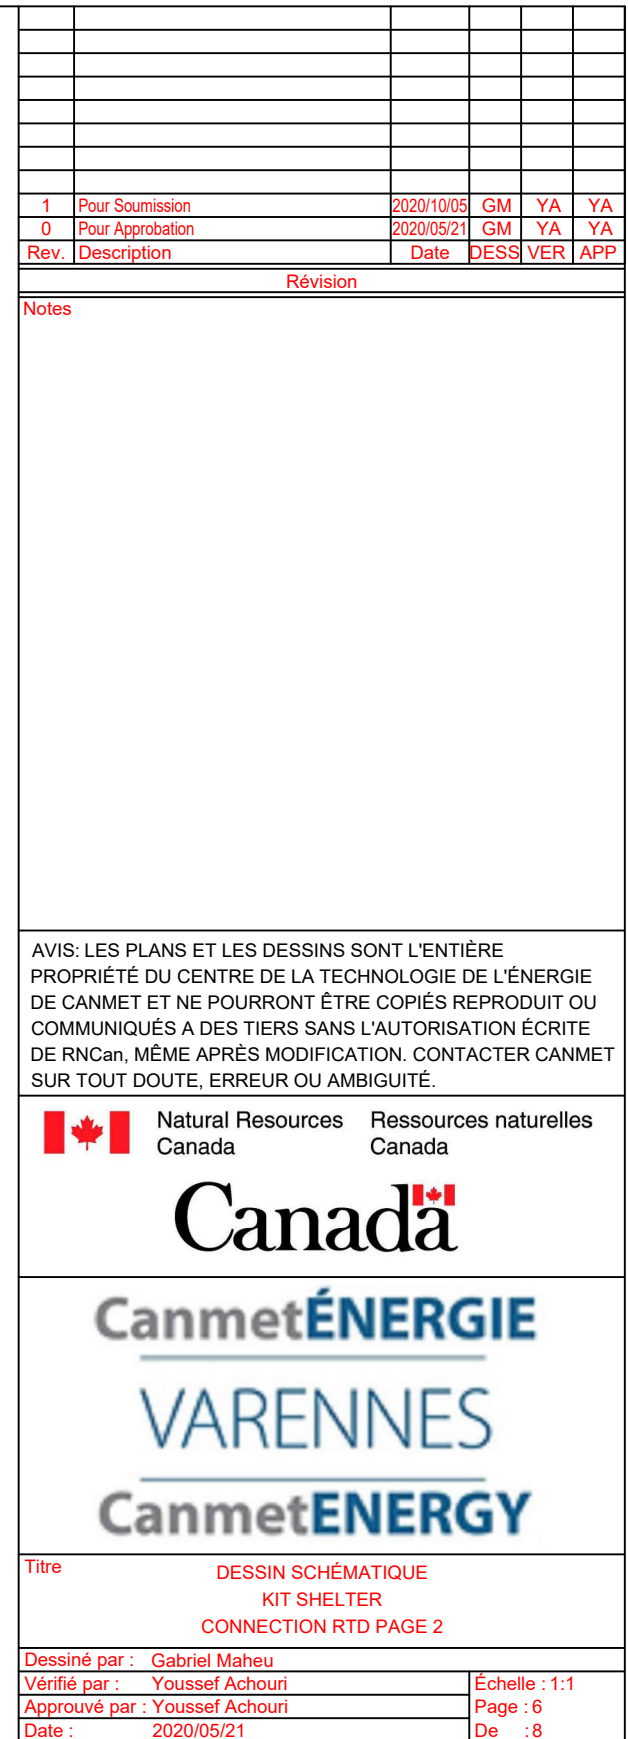 1 Pour Soumission 2020/10/05 GM YA YA
0 Pour Approbation 2020/05/21 GM YA YA
Rev. Description Date DESS VER APP
Révision
Notes
AVIS: LES PLANS ET LES DESSINS SONT L'ENTIÈRE
PROPRIÉTÉ DU CENTRE DE LA TECHNOLOGIE DE L'ÉNERGIE
DE CANMET ET NE POURRONT ÊTRE COPIÉS REPRODUIT OU
COMMUNIQUÉS A DES TIERS SANS L'AUTORISATION ÉCRITE
DE RNCan, MÊME APRÈS MODIFICATION. CONTACTER CANMET
SUR TOUT DOUTE, ERREUR OU AMBIGUITÉ.
Natural Resources Ressources naturelles
Canada Canada
Canada
CanmetÉNERGIE
VARENNES
CanmetENERGY
Titre
DESSIN SCHÉMATIQUE
KIT SHELTER
CONNECTION RTD PAGE 2
Dessiné par : Gabriel Maheu
Vérifié par : Youssef Achouri Échelle : 1:1
Approuvé par : Youssef Achouri Page : 6
Date : 2020/05/21 De : 8